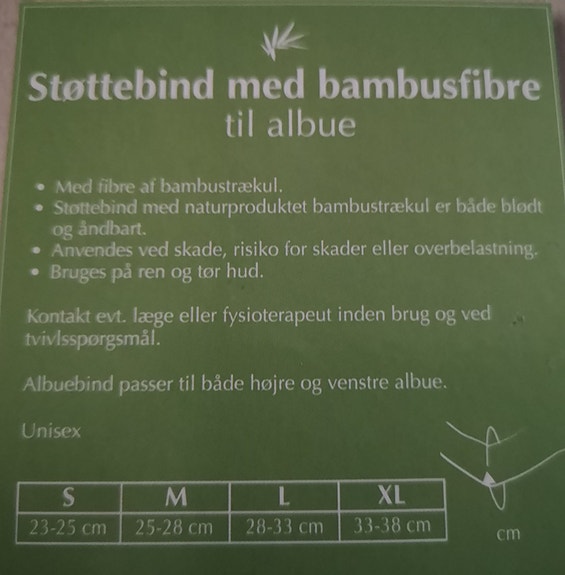 Støttebind med bambusfibre
til albue
• Med fibre af bambustrækul.
• Støttebind med naturproduktet bambustrækul er både blødt
og åndbart.
• Anvendes ved skade, risiko for skader eller overbelastning.
• Bruges på ren og tør hud.
Kontakt evt. læge eller fysioterapeut inden brug og ved
tvivlsspørgsmål.
Albuebind passer til både højre og venstre albue.
Unisex
S M L XL
23-25 cm 25-28 cm 28-33 cm 33-38 cm
cm